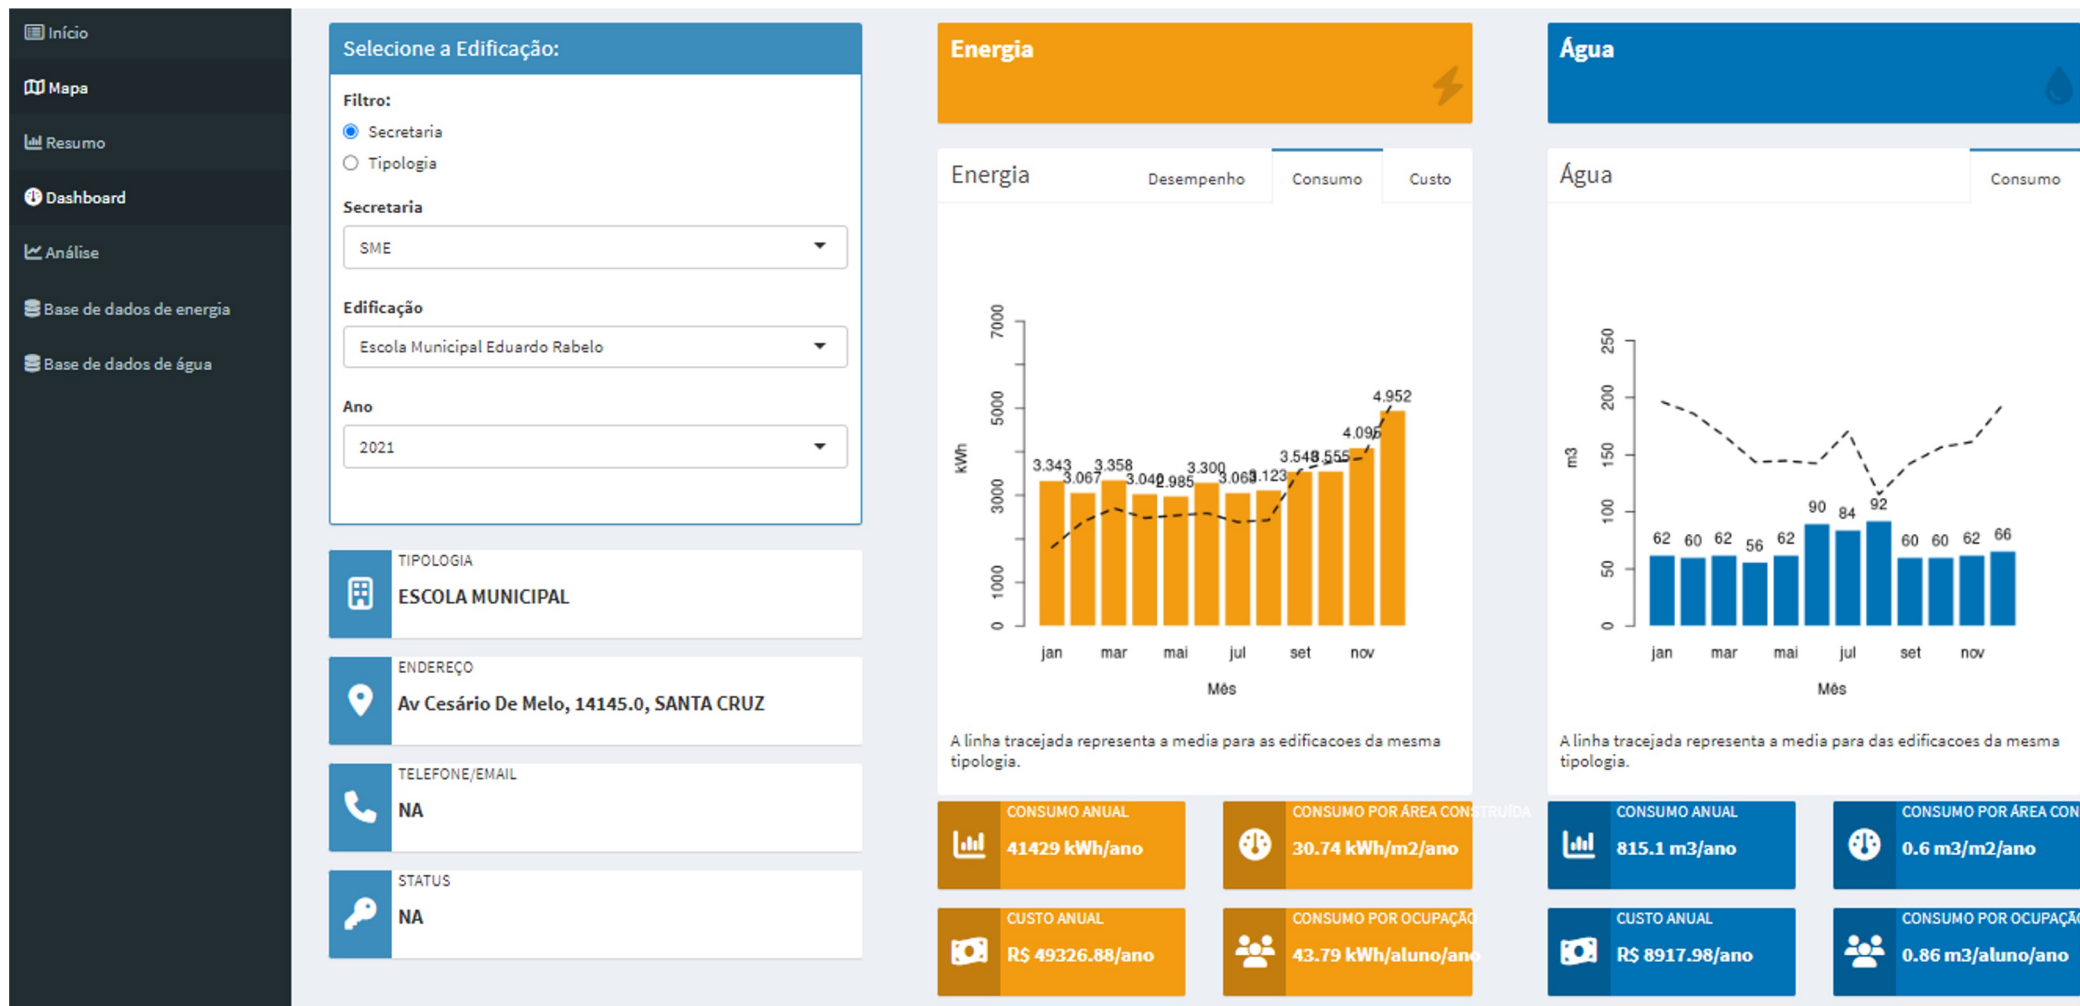 Início
Mapa
Resumo
Dashboard
Análise
Base de dados de energia
Base de dados de água
Selecione a Edificação:
Filtro:
Secretaria
Tipologia
Secretaria
SME
Edificação
Escola Municipal Eduardo Rabelo
Ano
2021
TIPOLOGIA
ESCOLA MUNICIPAL
ENDEREÇO
Av Cesário De Melo, 14145.0, SANTA CRUZ
TELEFONE/EMAIL
NA
STATUS
NA
Energia
Energia Desempenho Consumo Custo
7000
5000
3000
1000
0
kWh
3.343 3.067 3.358 3.040 2.985 3.300 3.063 3.123 3.548 3.555 4.095 4.952
jan mar mai jul set nov
Mês
A linha tracejada representa a media para as edificacoes da mesma
tipologia.
CONSUMO ANUAL
41429 kWh/ano
CONSUMO POR ÁREA CONSTRUÍDA
30.74 kWh/m2/ano
CUSTO ANUAL
R$ 49326.88/ano
CONSUMO POR OCUPAÇÃO
43.79 kWh/aluno/ano
Água
Água Consumo
250
200
150
100
50
0
m3
62 60 62 56 62 90 84 92 60 60 62 66
jan mar mai jul set nov
Mês
A linha tracejada representa a media para das edificacoes da mesma
tipologia.
CONSUMO ANUAL
815.1 m3/ano
CONSUMO POR ÁREA CON
0.6 m3/m2/ano
CUSTO ANUAL
R$ 8917.98/ano
CONSUMO POR OCUPAÇÃO
0.86 m3/aluno/ano